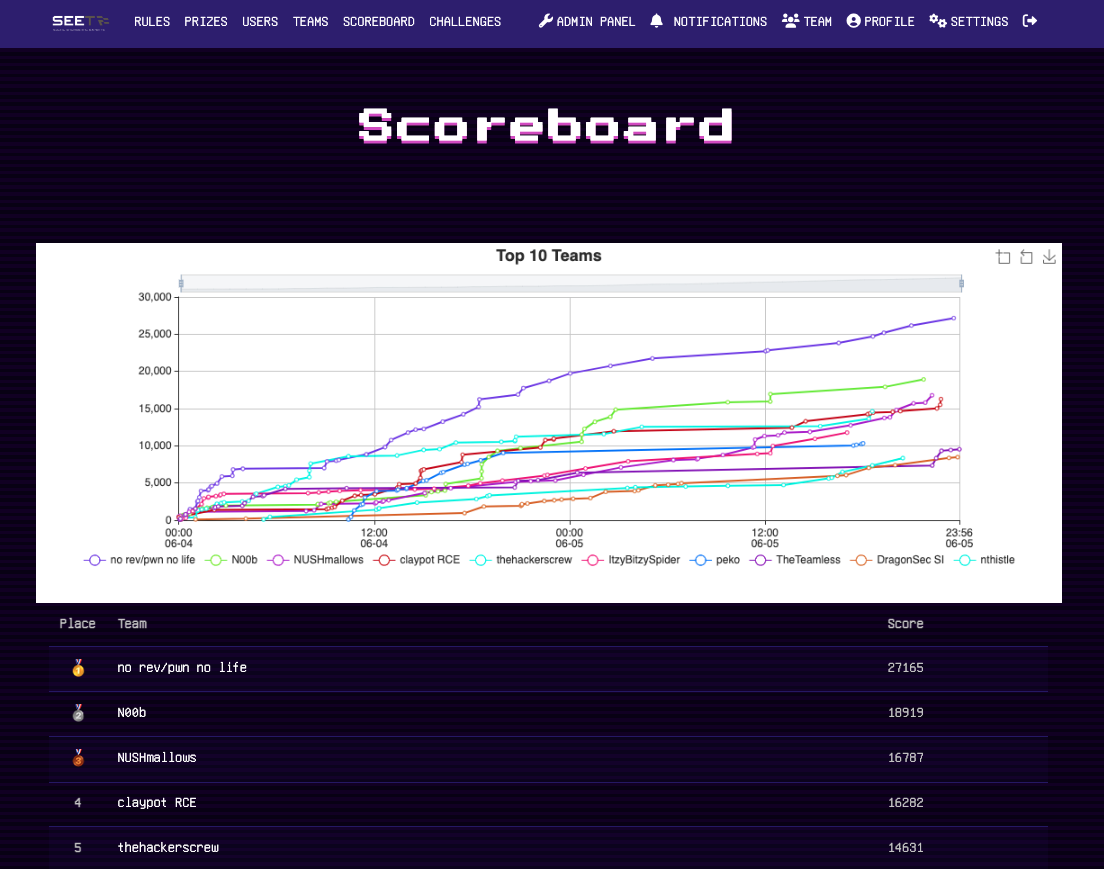 SEETF RULES PRIZES USERS TEAMS SCOREBOARD CHALLENGES ADMIN PANEL NOTIFICATIONS TEAM PROFILE SETTINGS
Scoreboard
Top 10 Teams
30,000
25,000
20,000
15,000
10,000
5,000
0
00:00 12:00 00:00 12:00 23:56
06-04 06-04 06-05 06-05 06-05
no rev/pwn no life N00b NUSHmallows claypot RCE thehackerscrew ItzyBitzySpider peko TheTeamless DragonSec SI nthistle
Place Team Score
1 no rev/pwn no life 27165
2 N00b 18919
3 NUSHmallows 16787
4 claypot RCE 16282
5 thehackerscrew 14631